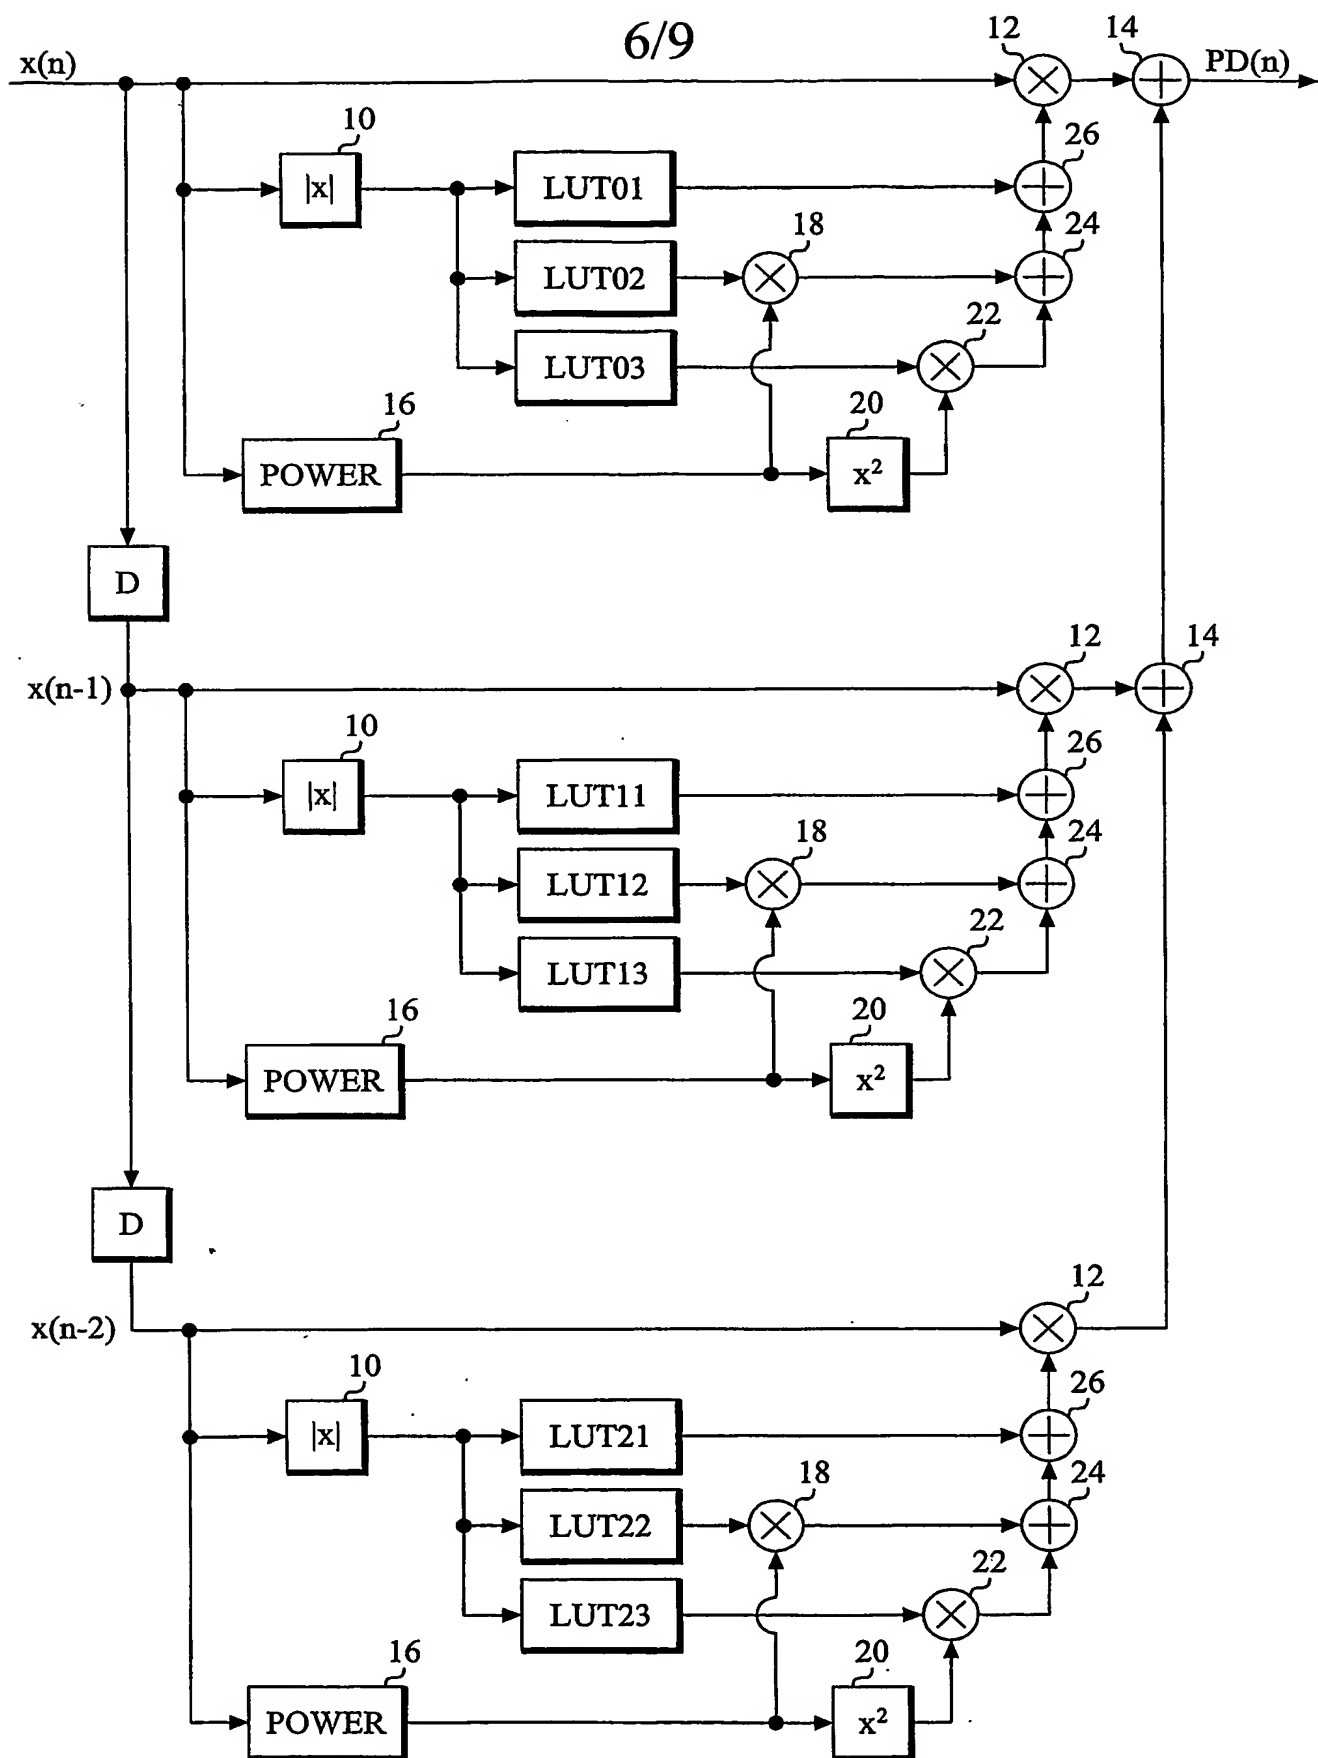 6/9
x(n)
12
14
PD(n)
10
|x|
LUT01
26
LUT02
18
24
LUT03
22
16
POWER
20
x²
D
x(n-1)
12
14
10
|x|
LUT11
26
LUT12
18
24
LUT13
22
16
POWER
20
x²
D
x(n-2)
12
10
|x|
LUT21
26
LUT22
18
24
LUT23
22
16
POWER
20
x²